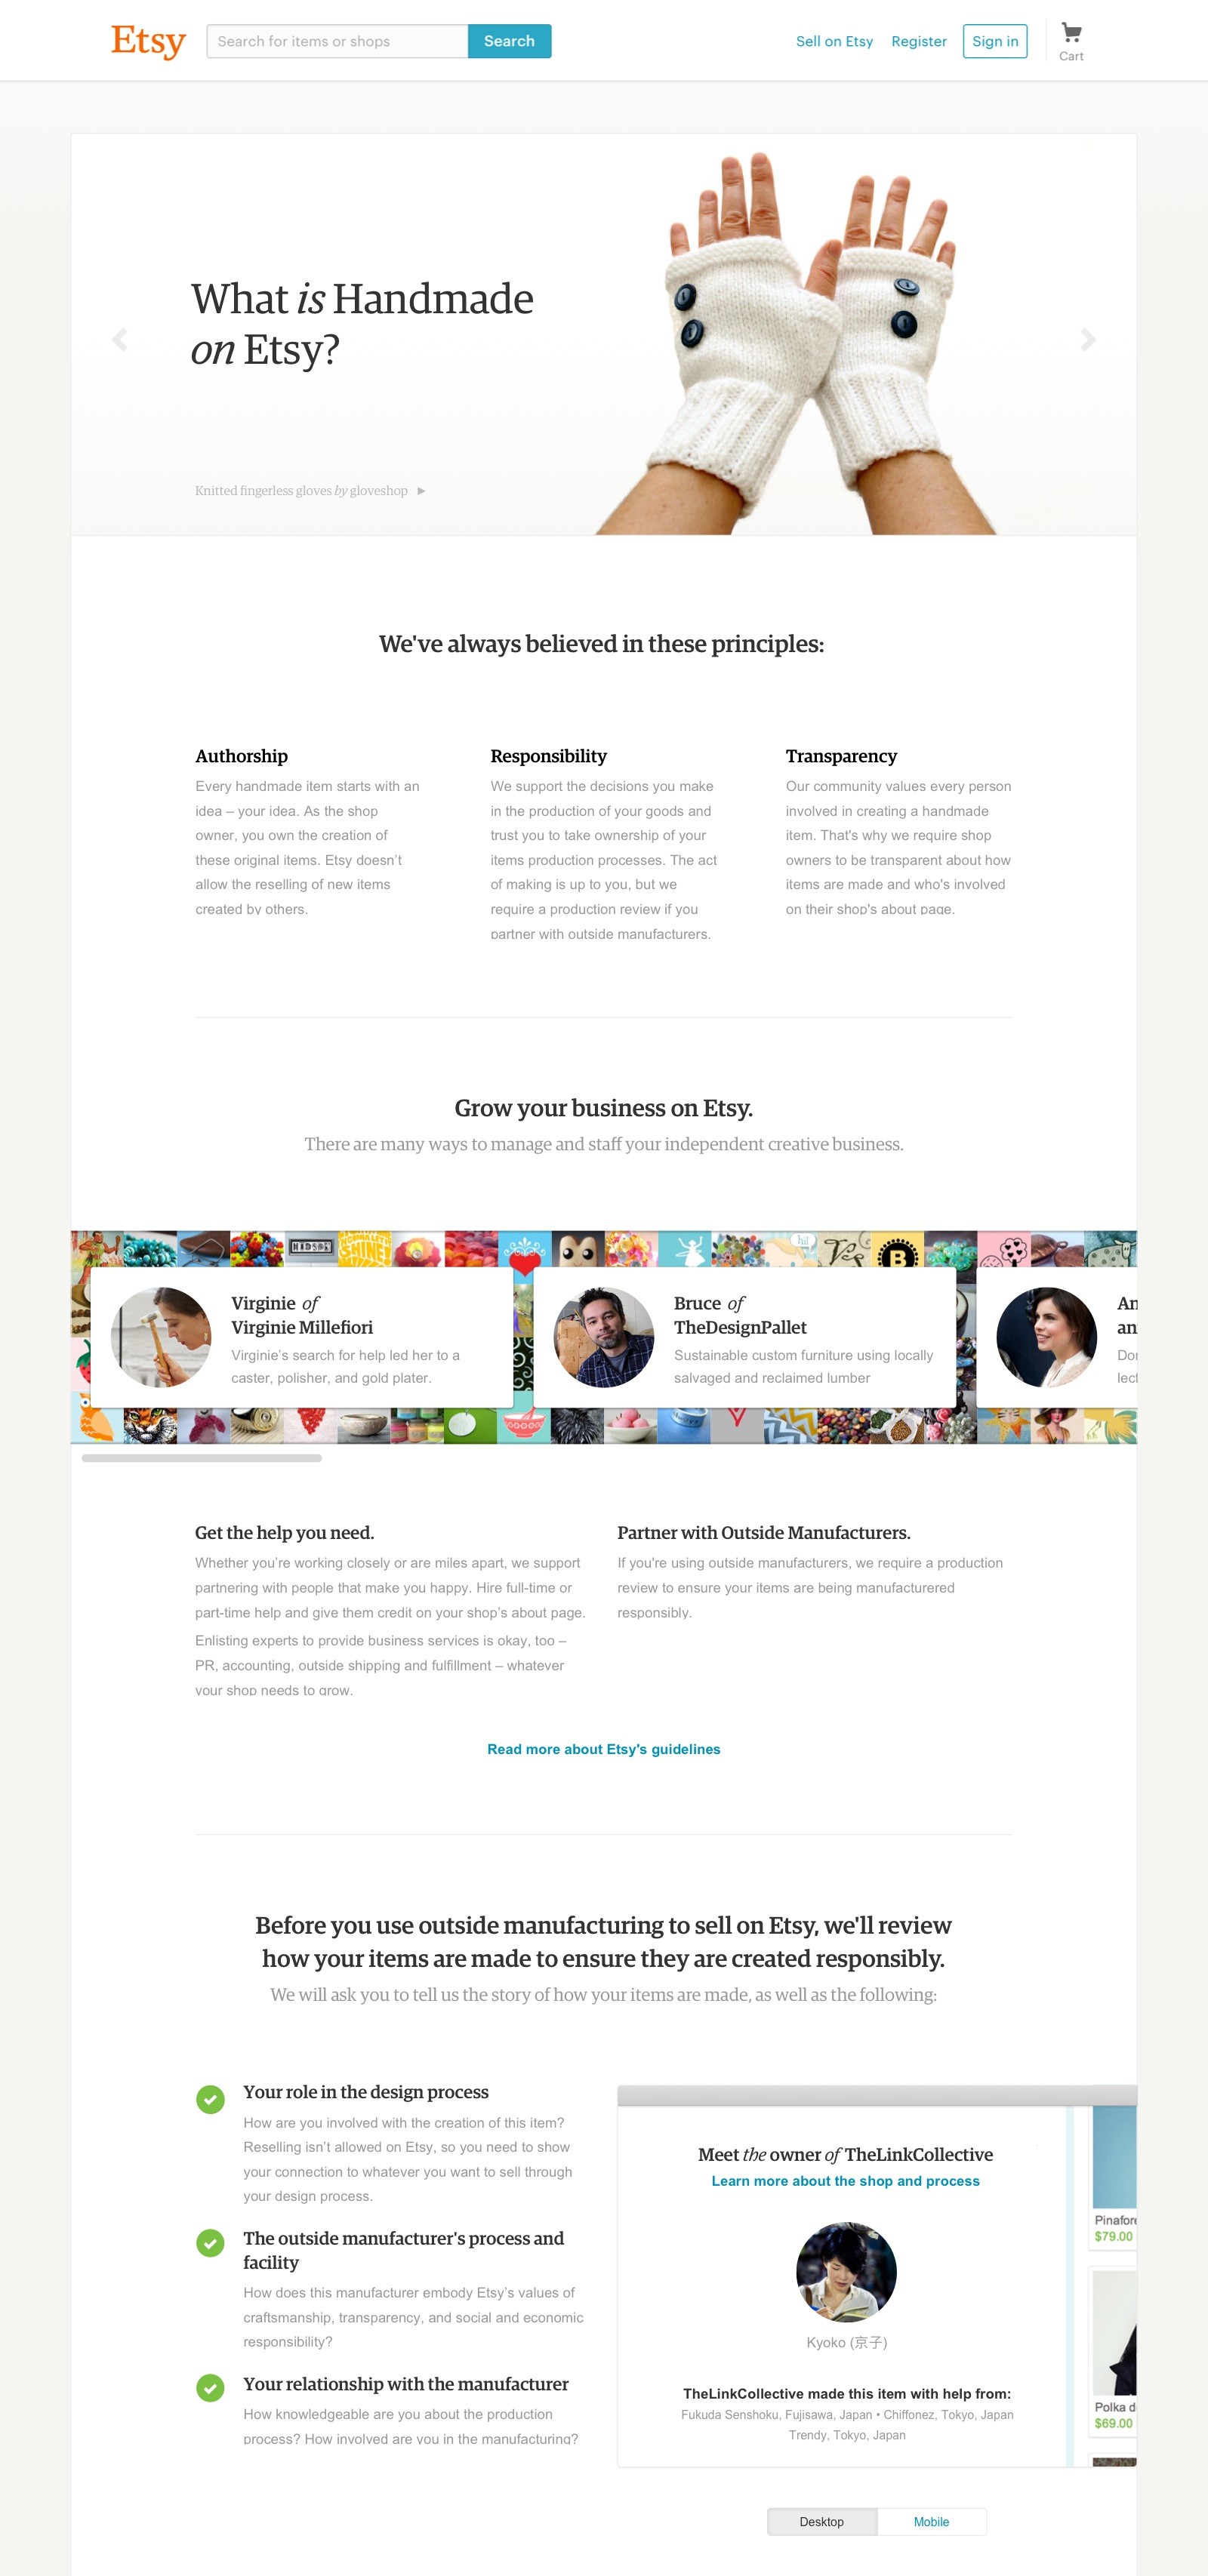 Etsy
Search for items or shops
Search
Sell on Etsy
Register
Sign in
Cart
What is Handmade
on Etsy?
Knitted fingerless gloves by gloveshop
We've always believed in these principles:
Authorship
Every handmade item starts with an
idea – your idea. As the shop
owner, you own the creation of
these original items. Etsy doesn't
allow the reselling of new items
created by others.
Responsibility
We support the decisions you make
in the production of your goods and
trust you to take ownership of your
items production processes. The act
of making is up to you, but we
require a production review if you
partner with outside manufacturers.
Transparency
Our community values every person
involved in creating a handmade
item. That's why we require shop
owners to be transparent about how
items are made and who's involved
on their shop's about page.
Grow your business on Etsy.
There are many ways to manage and staff your independent creative business.
hi!
B
Virginie of
Virginie Millefiori
Virginie's search for help led her to a
caster, polisher, and gold plater.
Bruce of
TheDesignPallet
Sustainable custom furniture using locally
salvaged and reclaimed lumber
An
an
Do
lect
Get the help you need.
Whether you're working closely or are miles apart, we support
partnering with people that make you happy. Hire full-time or
part-time help and give them credit on your shop's about page.
Enlisting experts to provide business services is okay, too –
PR, accounting, outside shipping and fulfillment – whatever
your shop needs to grow.
Partner with Outside Manufacturers.
If you're using outside manufacturers, we require a production
review to ensure your items are being manufacturered
responsibly.
Read more about Etsy's guidelines
Before you use outside manufacturing to sell on Etsy, we'll review
how your items are made to ensure they are created responsibly.
We will ask you to tell us the story of how your items are made, as well as the following:
Your role in the design process
How are you involved with the creation of this item?
Reselling isn't allowed on Etsy, so you need to show
your connection to whatever you want to sell through
your design process.
The outside manufacturer's process and
facility
How does this manufacturer embody Etsy's values of
craftsmanship, transparency, and social and economic
responsibility?
Your relationship with the manufacturer
How knowledgeable are you about the production
process? How involved are you in the manufacturing?
Meet the owner of TheLinkCollective
Learn more about the shop and process
Kyoko (京子)
TheLinkCollective made this item with help from:
Fukuda Senshoku, Fujisawa, Japan • Chiffonez, Tokyo, Japan
Trendy, Tokyo, Japan
Pinafore
$79.00
Polka d
$69.00
Desktop
Mobile